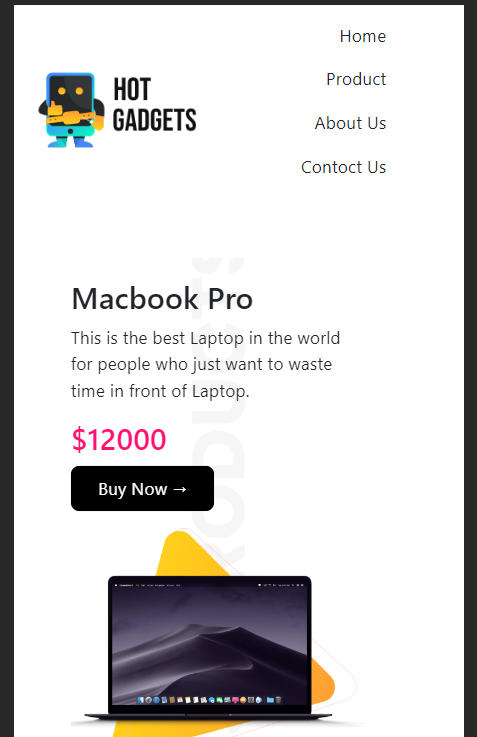 HOT
GADGETS
Home
Product
About Us
Contoct Us
Macbook Pro
This is the best Laptop in the world
for people who just want to waste
time in front of Laptop.
$12000
Buy Now →